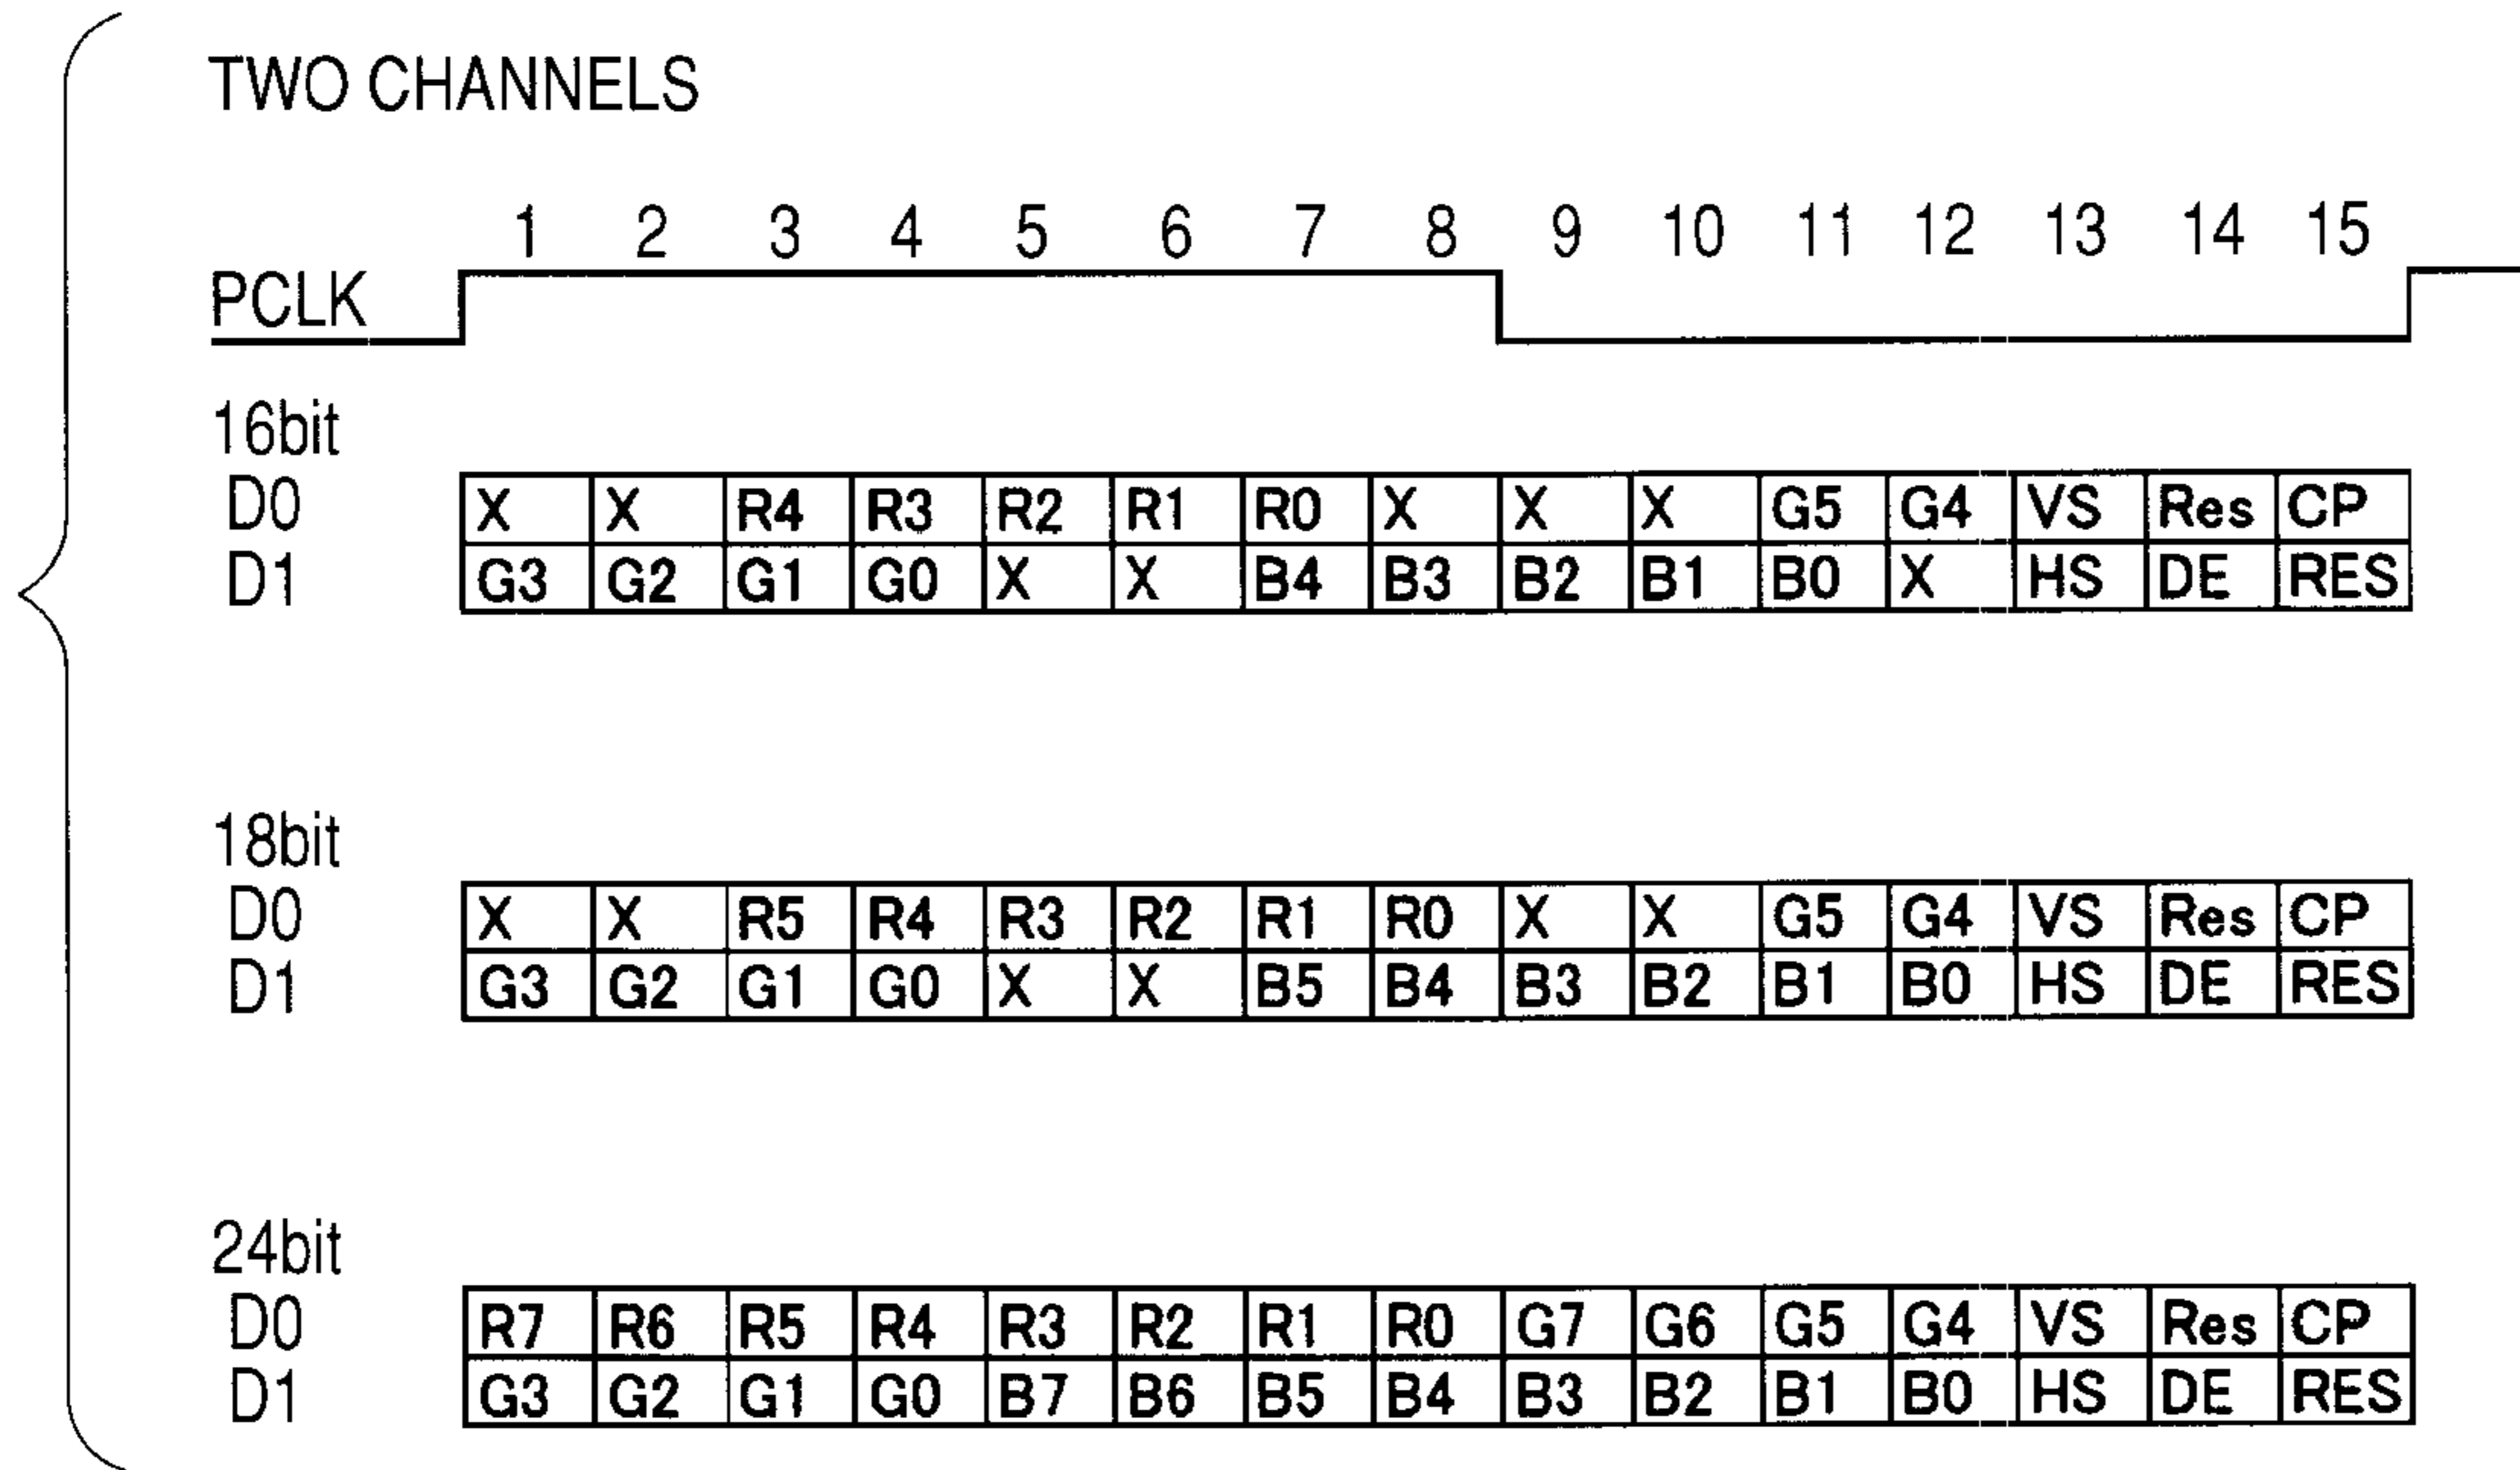 TWO CHANNELS
1 2 3 4 5 6 7 8 9 10 11 12 13 14 15
PCLK
16bit
D0 X X R4 R3 R2 R1 R0 X X X G5 G4 VS Res CP
D1 G3 G2 G1 G0 X X B4 B3 B2 B1 B0 X HS DE RES
18bit
D0 X X R5 R4 R3 R2 R1 R0 X X G5 G4 VS Res CP
D1 G3 G2 G1 G0 X X B5 B4 B3 B2 B1 B0 HS DE RES
24bit
D0 R7 R6 R5 R4 R3 R2 R1 R0 G7 G6 G5 G4 VS Res CP
D1 G3 G2 G1 G0 B7 B6 B5 B4 B3 B2 B1 B0 HS DE RES